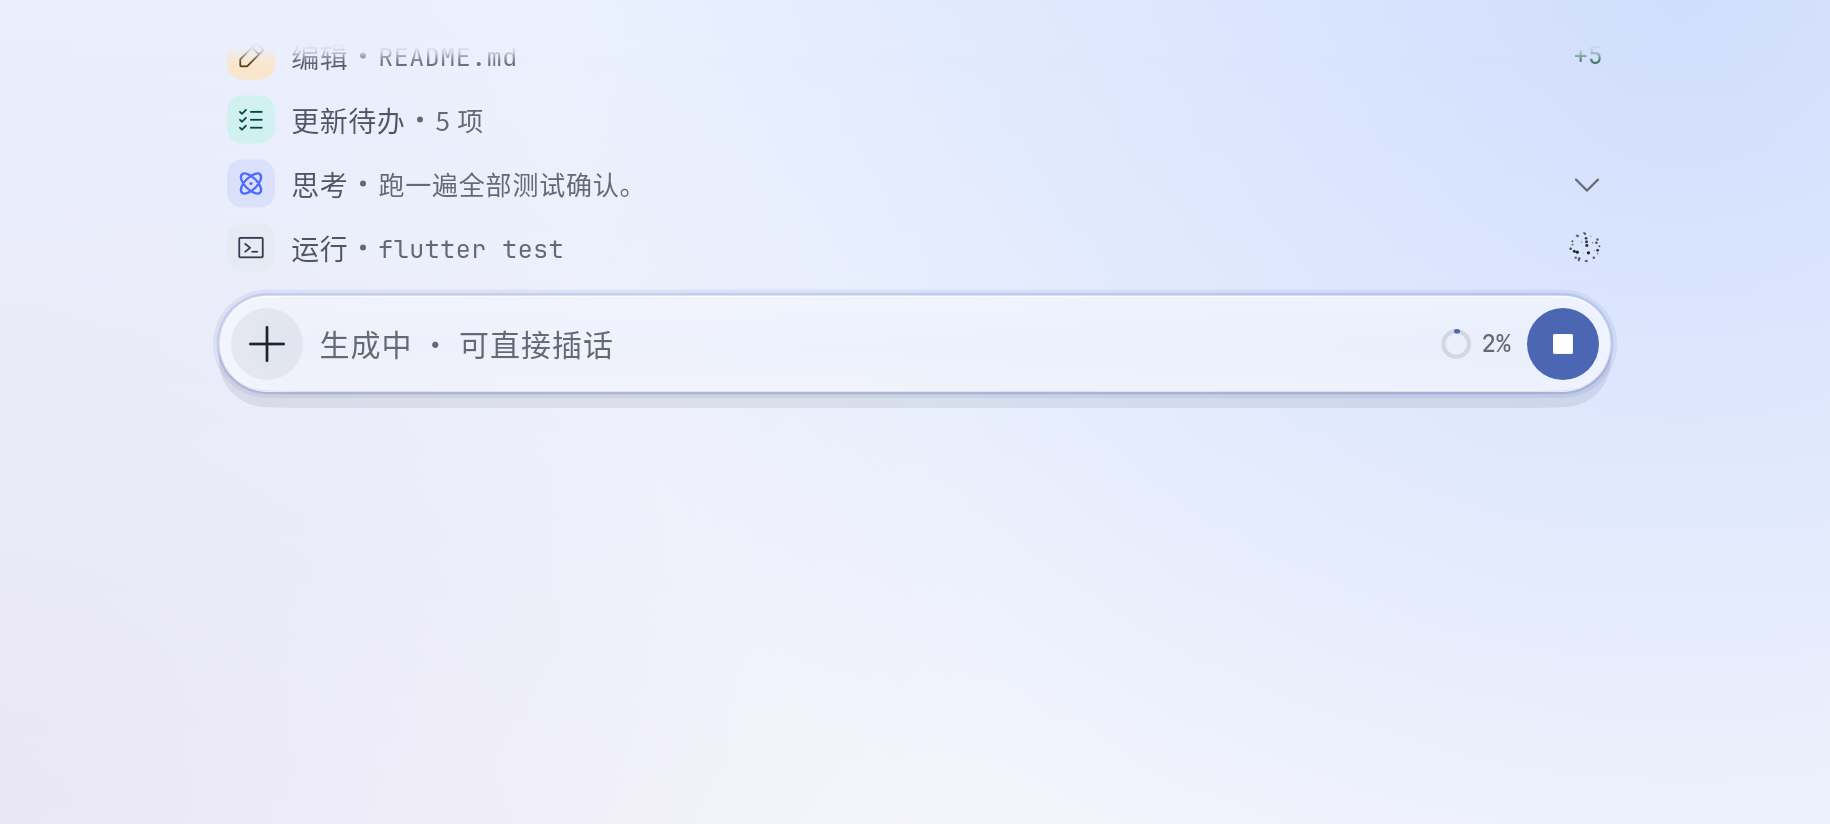 编辑 • README.md +5
更新待办 • 5 项
思考 • 跑一遍全部测试确认。
运行 • flutter test
生成中 • 可直接插话 2%